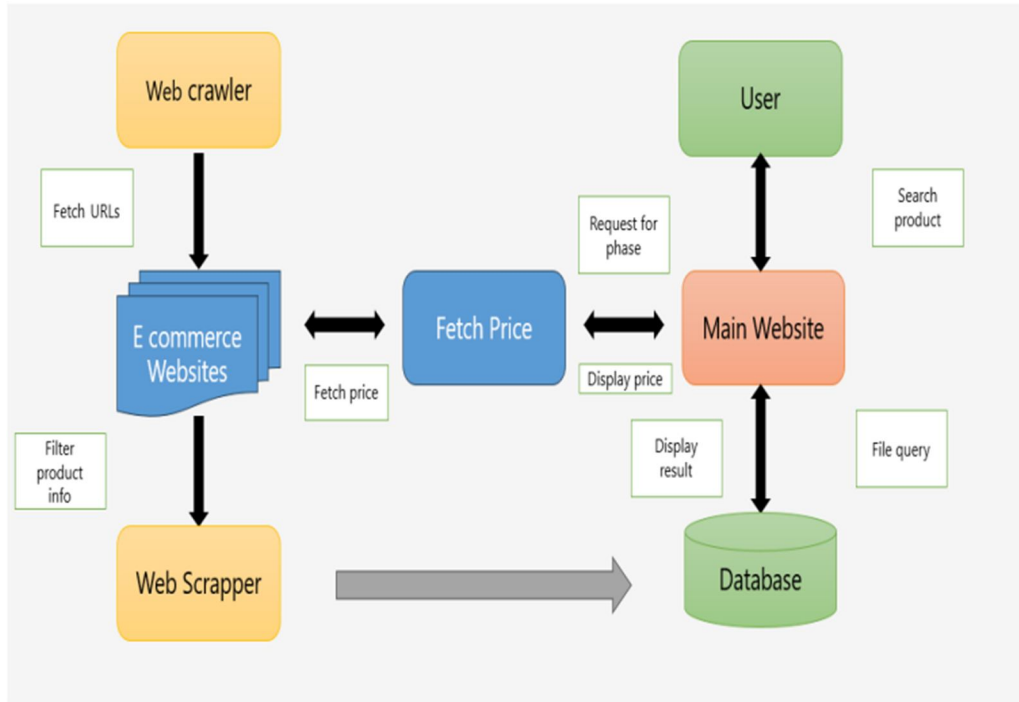 Web crawler
User
Fetch URLs
Search
product
Request for
phase
E commerce
Websites
Fetch Price
Main Website
Fetch price
Display price
Filter
product
info
Display
result
File query
Web Scrapper
Database